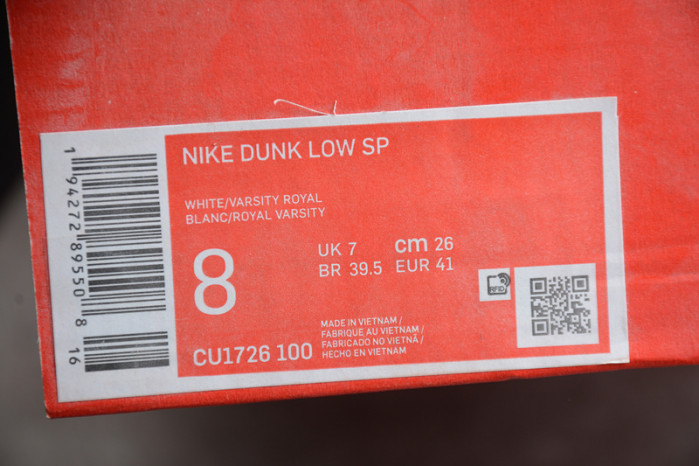 NIKE DUNK LOW SP
WHITE/VARSITY ROYAL
BLANC/ROYAL VARSITY
8
UK 7 cm 26
BR 39.5 EUR 41
CU1726 100
MADE IN VIETNAM /
FABRIQUE AU VIETNAM /
FABRICADO NO VIETNÃ /
HECHO EN VIETNAM
RFID
1 94272 89550 8 16